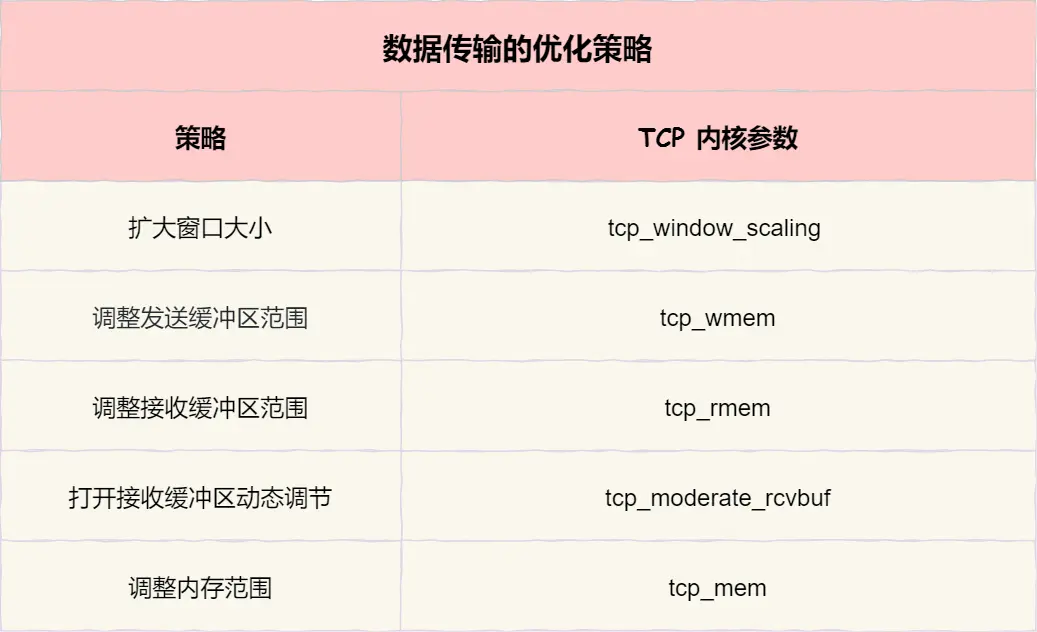 数据传输的优化策略
策略 TCP 内核参数
扩大窗口大小 tcp_window_scaling
调整发送缓冲区范围 tcp_wmem
调整接收缓冲区范围 tcp_rmem
打开接收缓冲区动态调节 tcp_moderate_rcvbuf
调整内存范围 tcp_mem